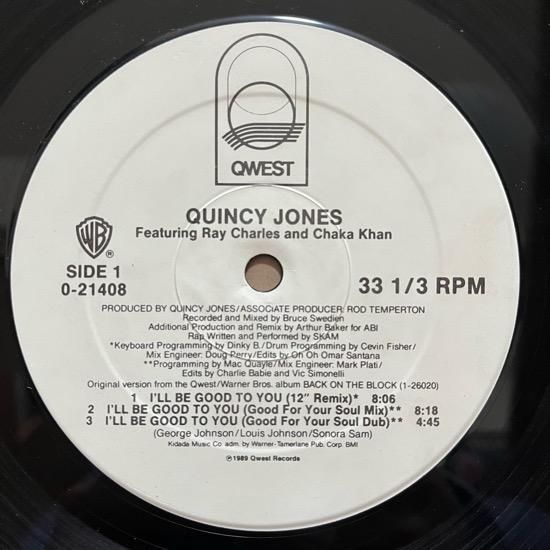 QWEST
QUINCY JONES
Featuring Ray Charles and Chaka Khan
WB ®
SIDE 1
0-21408
33 1/3 RPM
PRODUCED BY QUINCY JONES/ASSOCIATE PRODUCER: ROD TEMPERTON
Recorded and Mixed by Bruce Swedien
Additional Production and Remix by Arthur Baker for ABI
Rap Written and Performed by SKAM
*Keyboard Programming by Dinky B./Drum Programming by Cevin Fisher/
Mix Engineer: Doug Perry/Edits by Oh Oh Omar Santana
**Programming by Mac Quayle/Mix Engineer: Mark Plati/
Edits by Charlie Babie and Vic Simonelli
Original version from the Qwest/Warner Bros. album BACK ON THE BLOCK (1-26020)
1 I'LL BE GOOD TO YOU (12" Remix)* 8:06
2 I'LL BE GOOD TO YOU (Good For Your Soul Mix)** 8:18
3 I'LL BE GOOD TO YOU (Good For Your Soul Dub)** 4:45
(George Johnson/Louis Johnson/Sonora Sam)
Kidada Music Co. adm. by Warner-Tamerlane Pub. Corp. BMI
℗1989 Qwest Records